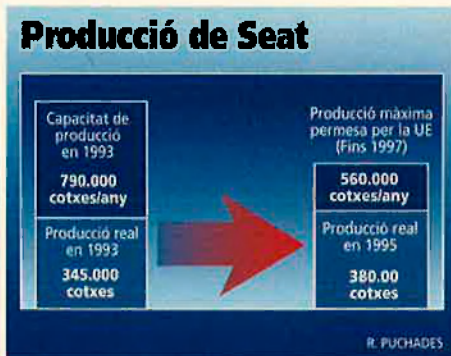 Producció de Seat
Capacitat de
producció
en 1993
790.000
cotxes/any
Producció real
en 1993
345.000
cotxes
Producció màxima
permesa per la UE
(Fins 1997)
560.000
cotxes/any
Producció real
en 1995
380.00
cotxes
R. PUCHADES